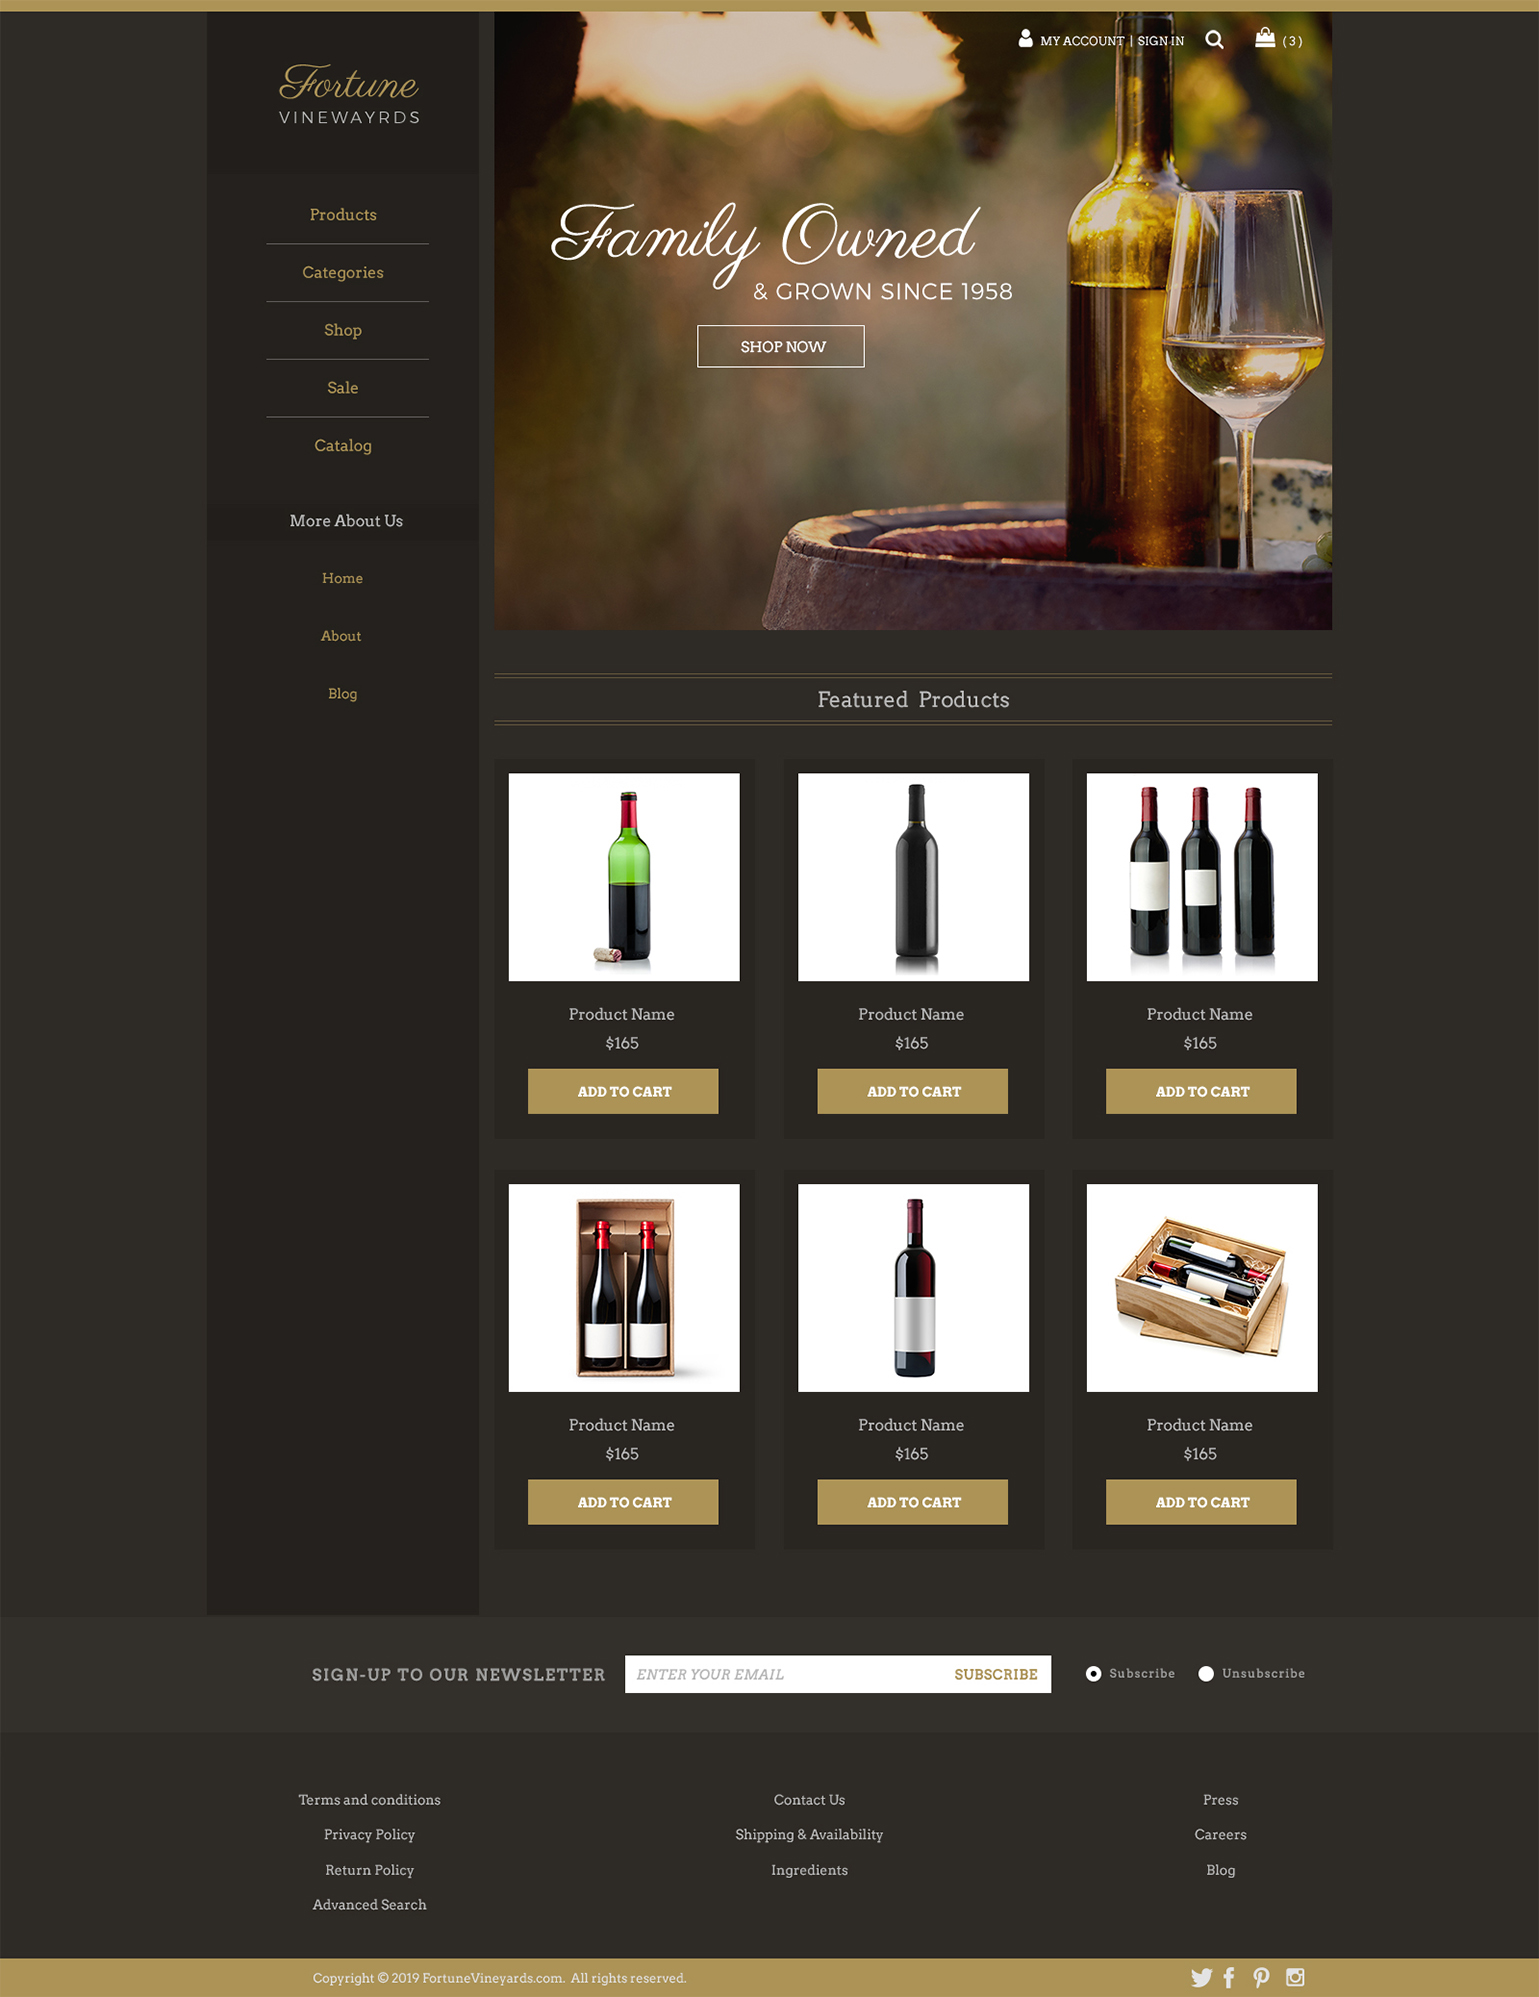 MY ACCOUNT | SIGN IN
( 3 )
Fortune
VINEWAYRDS
Products
Categories
Shop
Sale
Catalog
More About Us
Home
About
Blog
Family Owned
& GROWN SINCE 1958
SHOP NOW
Featured Products
Product Name
$165
ADD TO CART
Product Name
$165
ADD TO CART
Product Name
$165
ADD TO CART
Product Name
$165
ADD TO CART
Product Name
$165
ADD TO CART
Product Name
$165
ADD TO CART
SIGN-UP TO OUR NEWSLETTER
ENTER YOUR EMAIL
SUBSCRIBE
Subscribe
Unsubscribe
Terms and conditions
Privacy Policy
Return Policy
Advanced Search
Contact Us
Shipping & Availability
Ingredients
Press
Careers
Blog
Copyright © 2019 FortuneVineyards.com. All rights reserved.